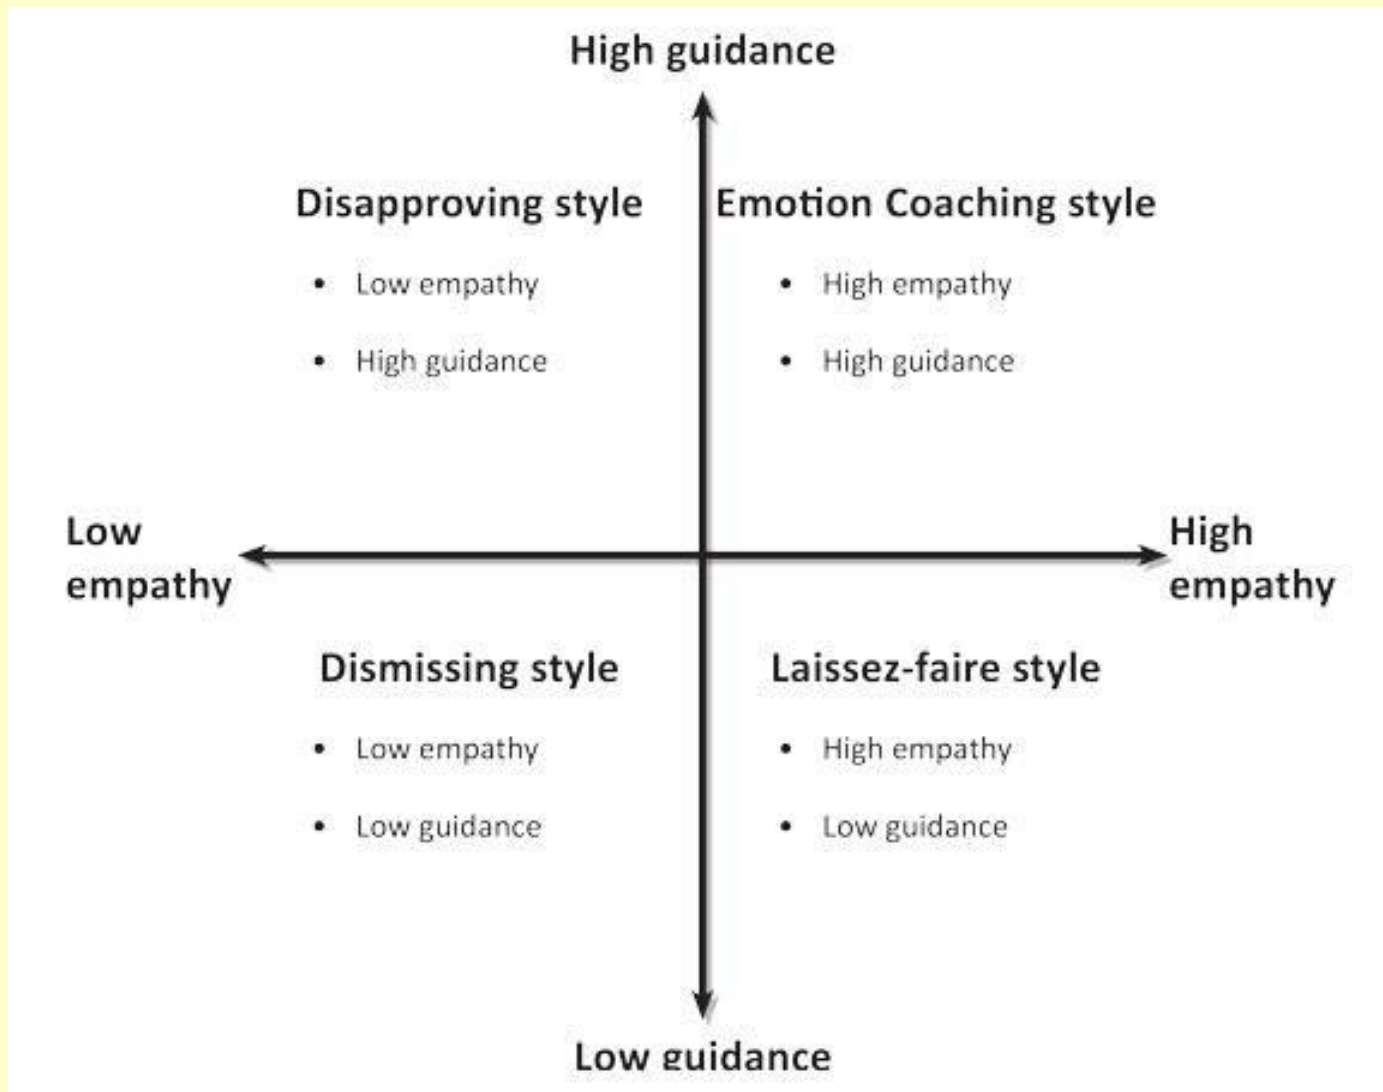 High guidance
Disapproving style
Emotion Coaching style
• Low empathy
• High guidance
• High empathy
• High guidance
Low
empathy
High
empathy
Dismissing style
Laissez-faire style
• Low empathy
• Low guidance
• High empathy
• Low guidance
Low guidance